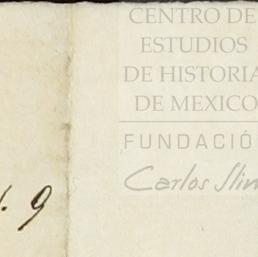 CENTRO DE
ESTUDIOS
DE HISTORIA
DE MEXICO
FUNDACIÓ
Carlos Slim
9